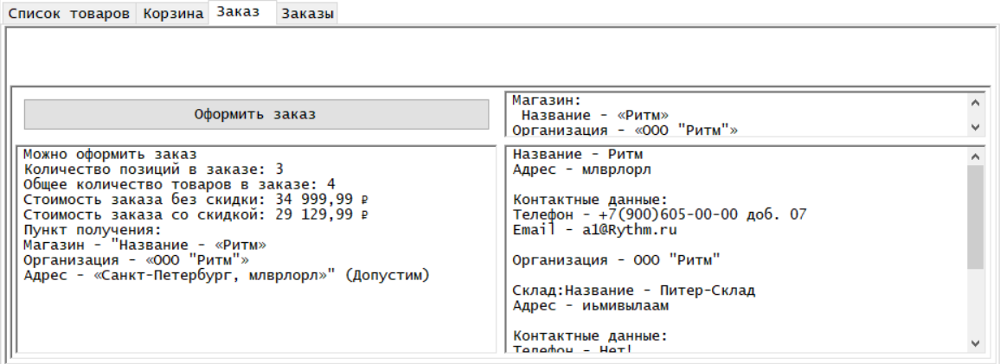 Список товаров Корзина Заказ Заказы
Оформить заказ
Магазин:
Название - «Ритм»
Организация - «ООО "Ритм"»
Можно оформить заказ
Количество позиций в заказе: 3
Общее количество товаров в заказе: 4
Стоимость заказа без скидки: 34 999,99 ₽
Стоимость заказа со скидкой: 29 129,99 ₽
Пункт получения:
Магазин - "Название - «Ритм»
Организация - «ООО "Ритм"»
Адрес - «Санкт-Петербург, млврлорл»" (Допустим)
Название - Ритм
Адрес - млврлорл
Контактные данные:
Телефон - +7(900)605-00-00 доб. 07
Email - a1@Rythm.ru
Организация - ООО "Ритм"
Склад:Название - Питер-Склад
Адрес - иьмивылаам
Контактные данные:
Телефон - Нет!